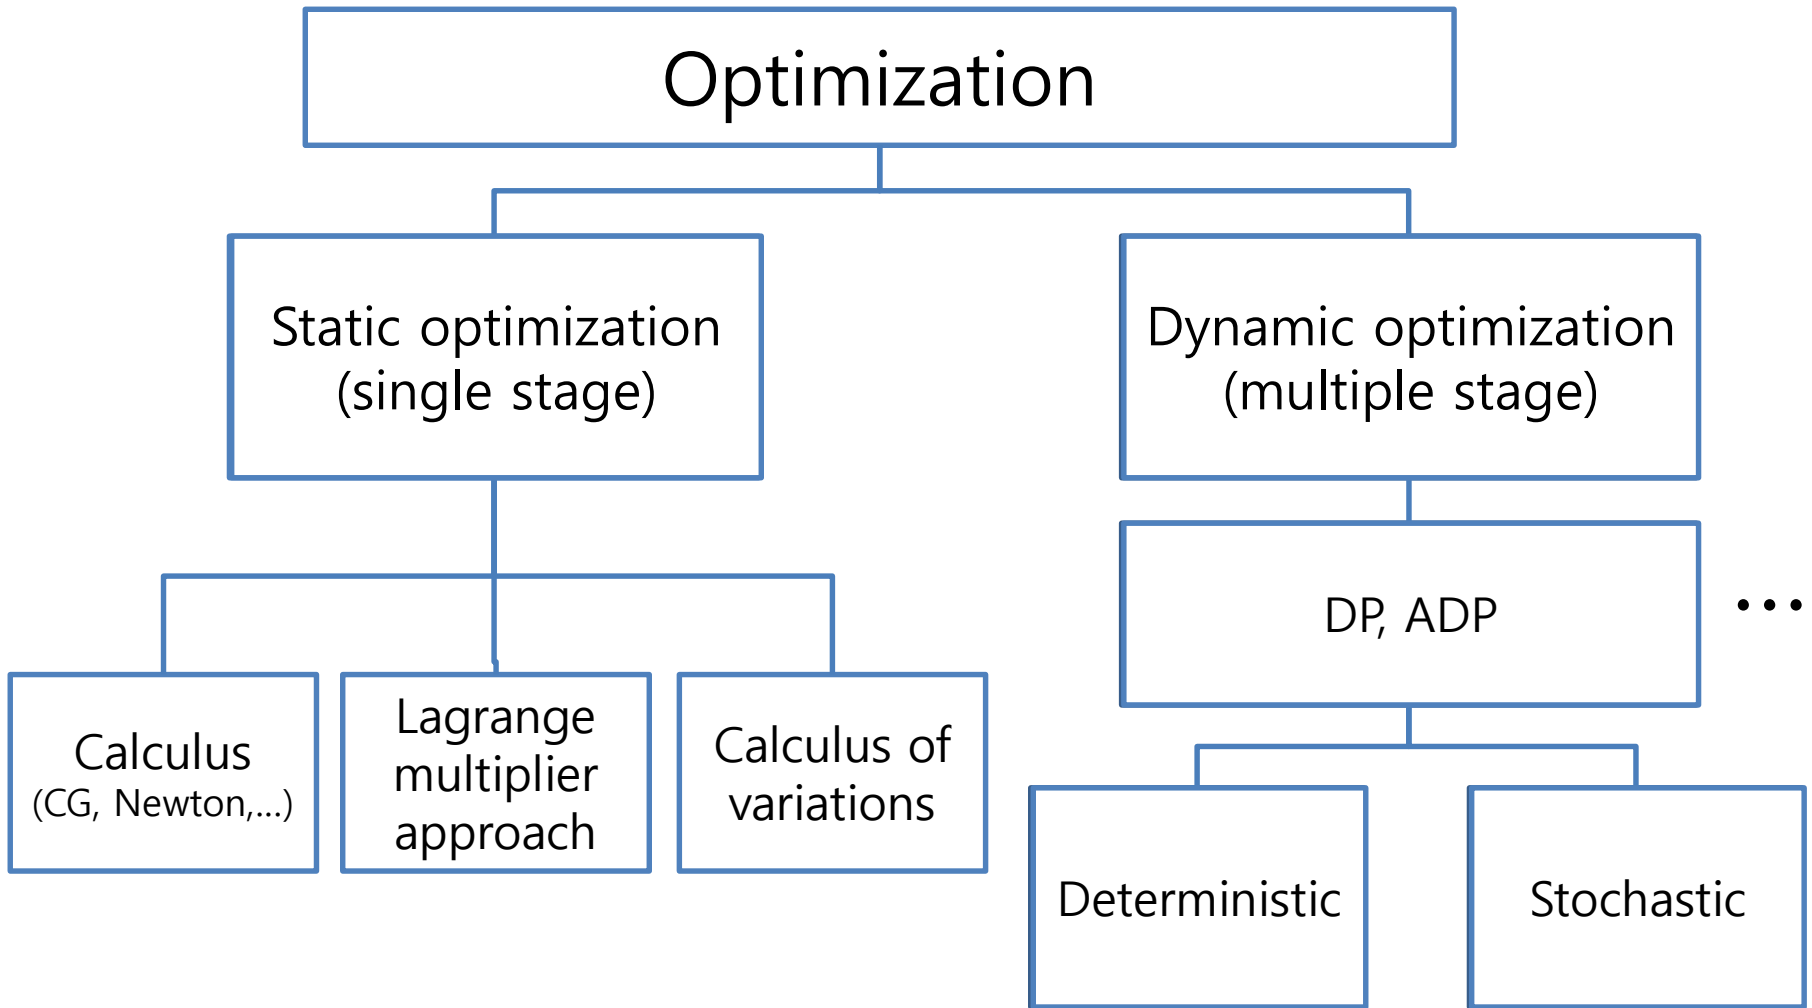 Optimization
Static optimization
(single stage)
Dynamic optimization
(multiple stage)
DP, ADP
...
Calculus
(CG, Newton,...)
Lagrange
multiplier
approach
Calculus of
variations
Deterministic
Stochastic